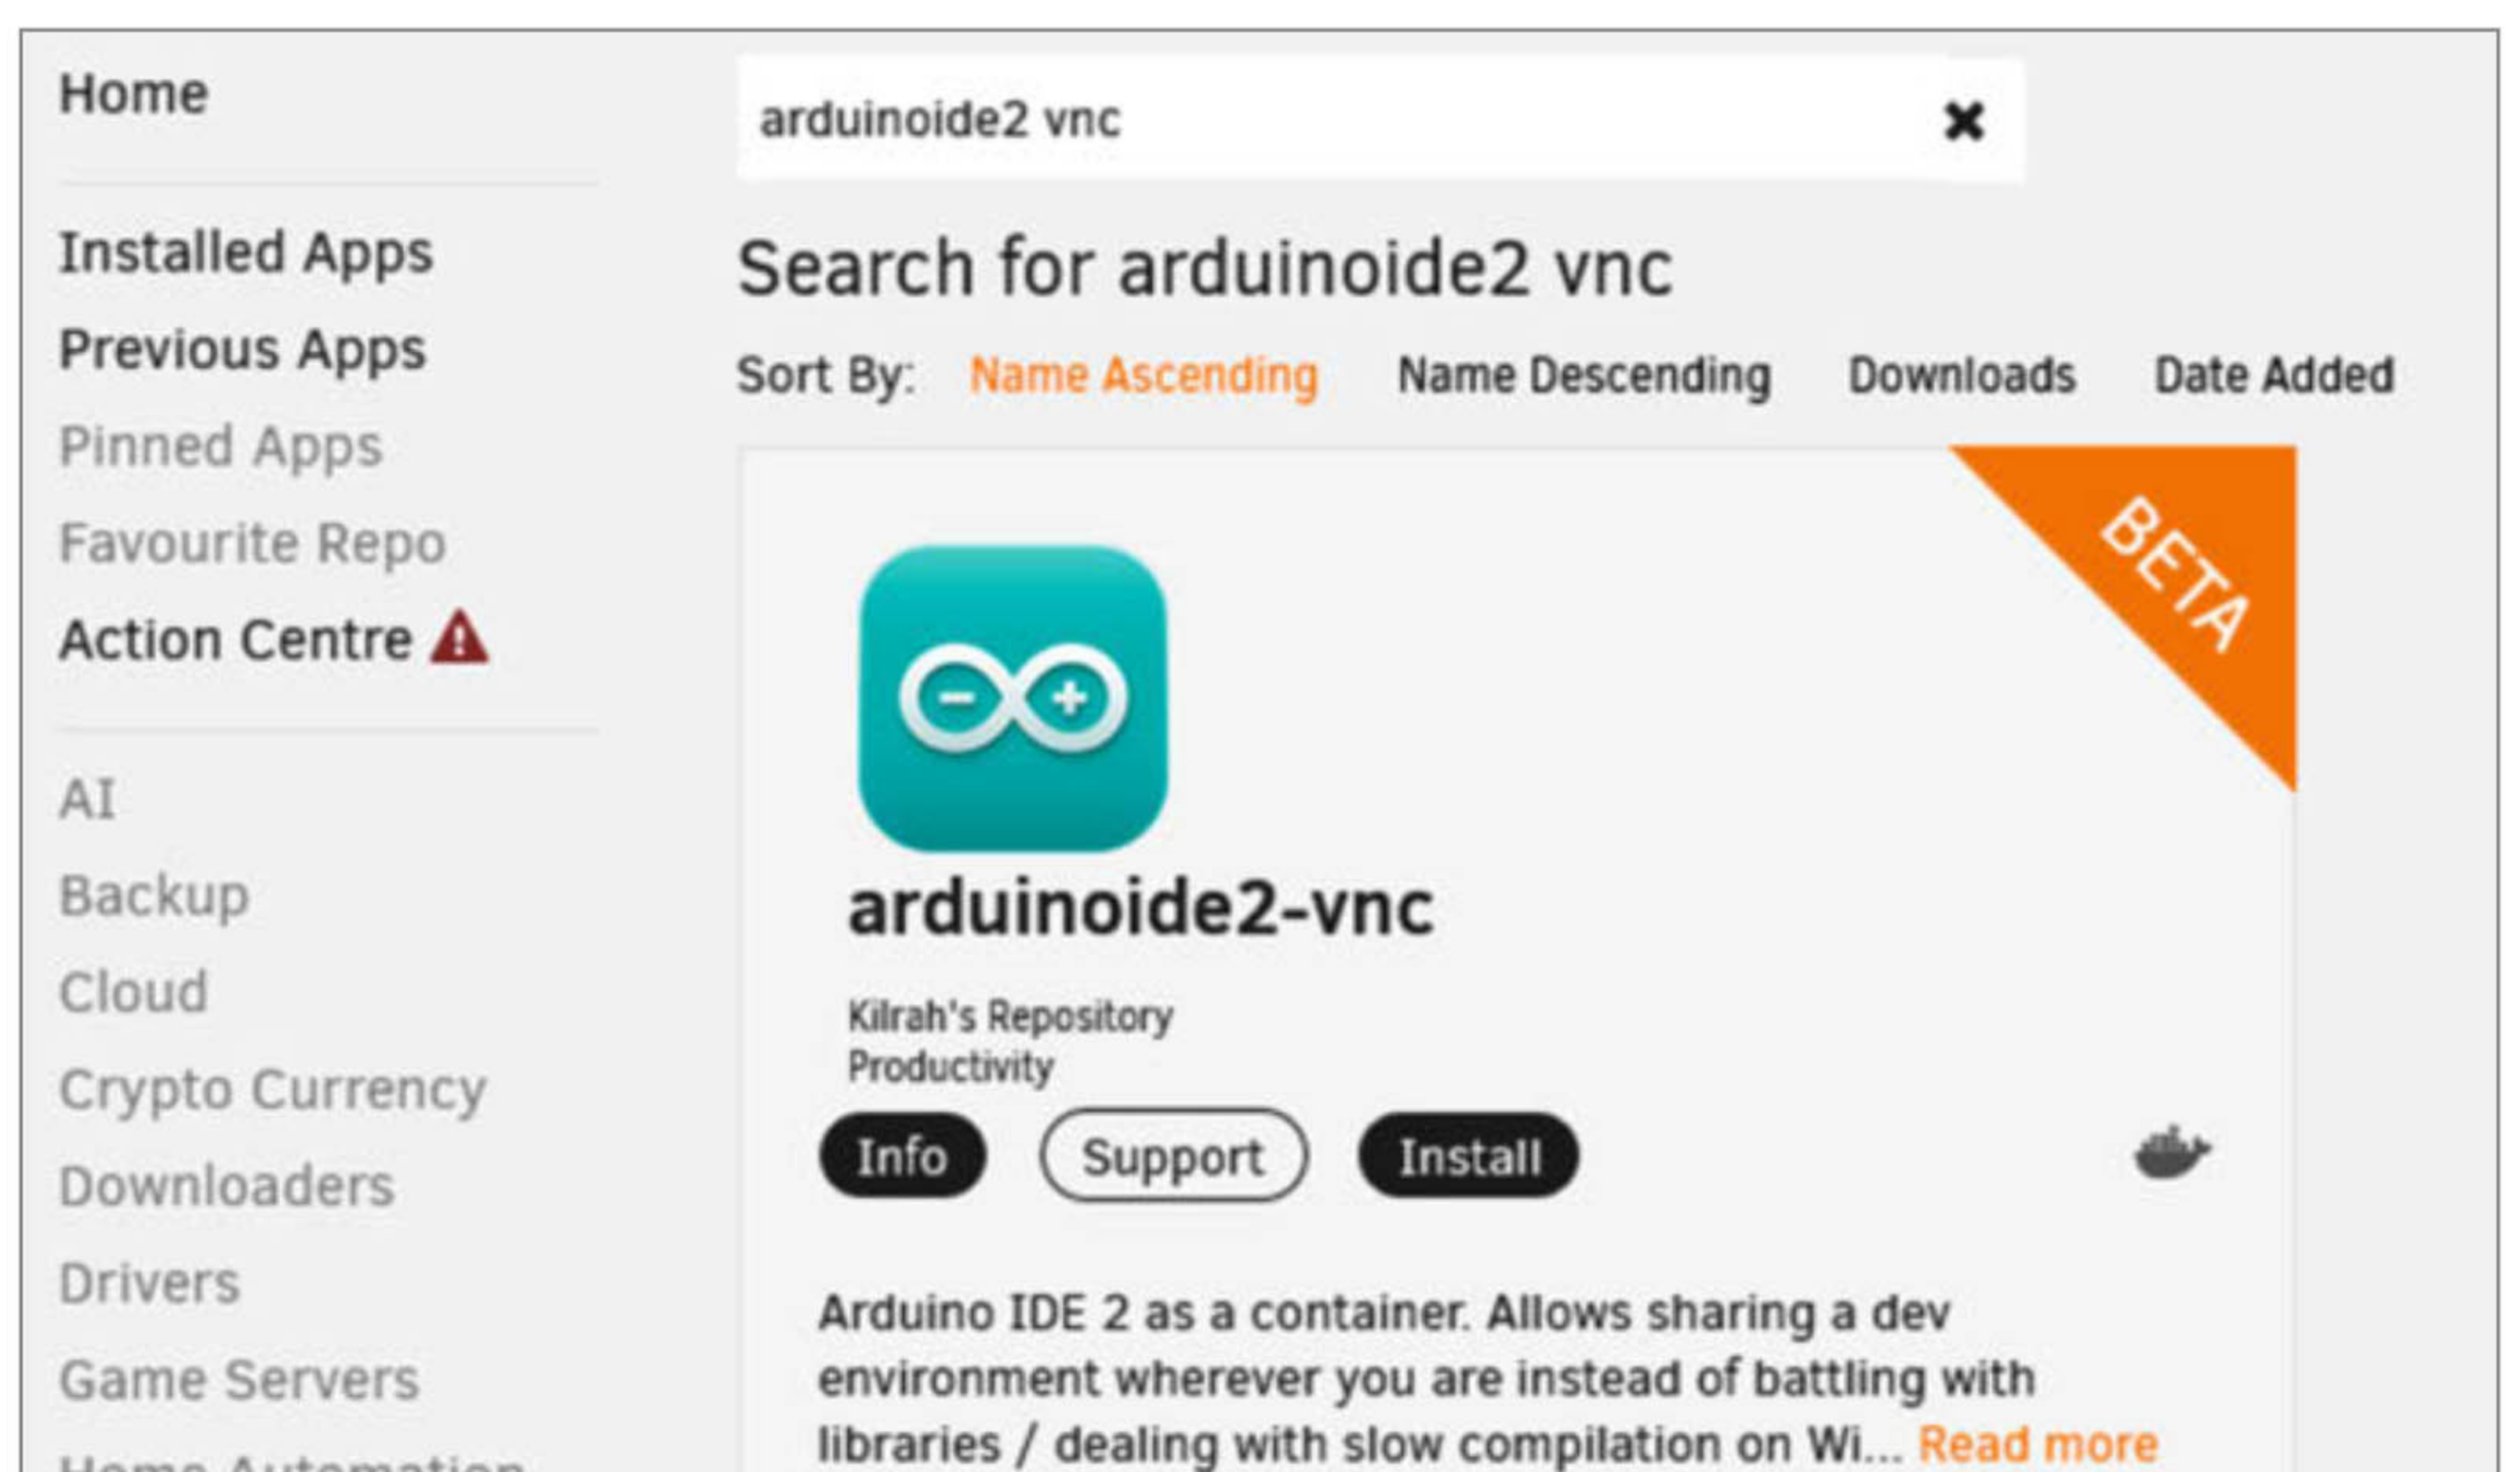 Home
Installed Apps
Previous Apps
Pinned Apps
Favourite Repo
Action Centre
AI
Backup
Cloud
Crypto Currency
Downloaders
Drivers
Game Servers
Home Automation
arduinoide2 vnc
Search for arduinoide2 vnc
Sort By: Name Ascending Name Descending Downloads Date Added
BETA
arduinoide2-vnc
Kilrah's Repository
Productivity
Info Support Install
Arduino IDE 2 as a container. Allows sharing a dev
environment wherever you are instead of battling with
libraries / dealing with slow compilation on Wi... Read more